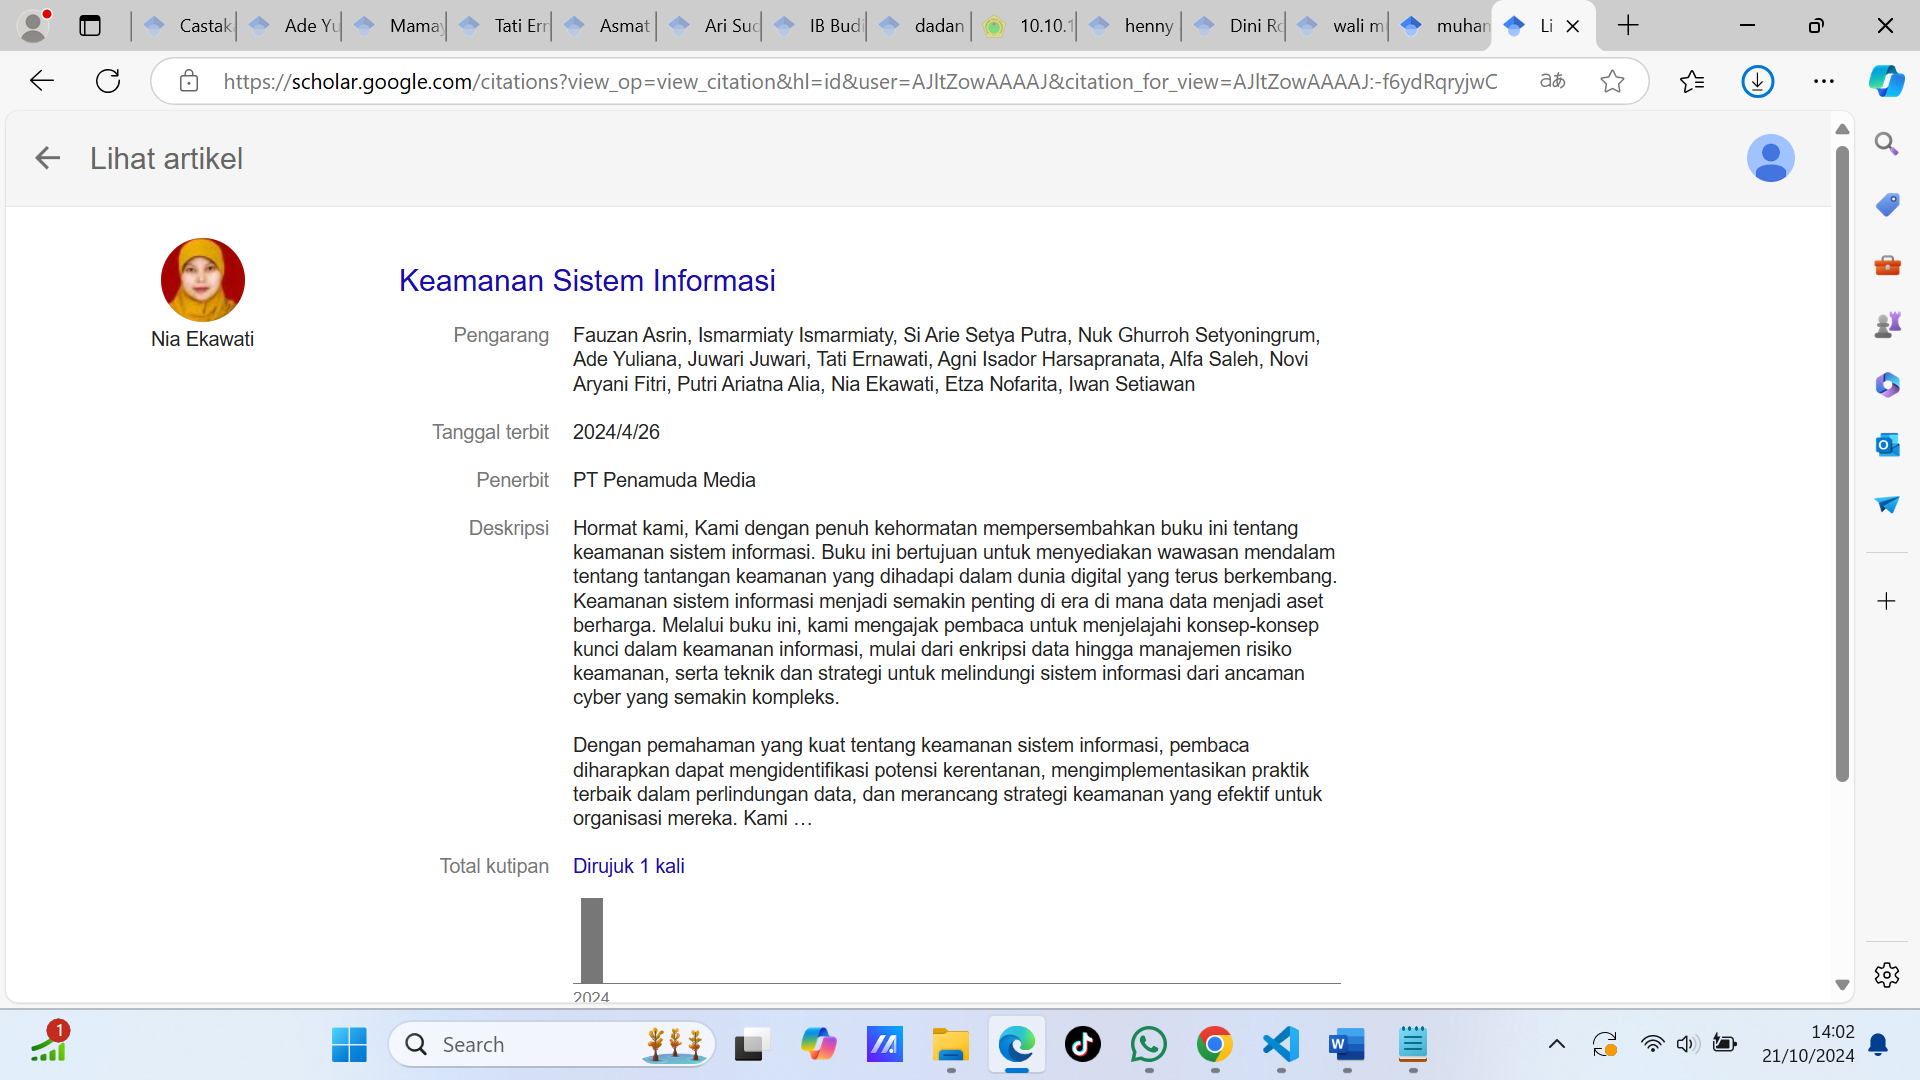 Castak
Ade Yu
Mamay
Tati Ern
Asmat
Ari Sud
IB Budi
dadan
10.10.1
henny
Dini Ro
wali m
muhan
Li
https://scholar.google.com/citations?view_op=view_citation&hl=id&user=AJltZowAAAAJ&citation_for_view=AJltZowAAAAJ:-f6ydRqryjwC
Lihat artikel
Nia Ekawati
Keamanan Sistem Informasi
Pengarang Fauzan Asrin, Ismarmiaty Ismarmiaty, Si Arie Setya Putra, Nuk Ghurroh Setyoningrum,
Ade Yuliana, Juwari Juwari, Tati Ernawati, Agni Isador Harsapranata, Alfa Saleh, Novi
Aryani Fitri, Putri Ariatna Alia, Nia Ekawati, Etza Nofarita, Iwan Setiawan
Tanggal terbit 2024/4/26
Penerbit PT Penamuda Media
Deskripsi Hormat kami, Kami dengan penuh kehormatan mempersembahkan buku ini tentang
keamanan sistem informasi. Buku ini bertujuan untuk menyediakan wawasan mendalam
tentang tantangan keamanan yang dihadapi dalam dunia digital yang terus berkembang.
Keamanan sistem informasi menjadi semakin penting di era di mana data menjadi aset
berharga. Melalui buku ini, kami mengajak pembaca untuk menjelajahi konsep-konsep
kunci dalam keamanan informasi, mulai dari enkripsi data hingga manajemen risiko
keamanan, serta teknik dan strategi untuk melindungi sistem informasi dari ancaman
cyber yang semakin kompleks.
Dengan pemahaman yang kuat tentang keamanan sistem informasi, pembaca
diharapkan dapat mengidentifikasi potensi kerentanan, mengimplementasikan praktik
terbaik dalam perlindungan data, dan merancang strategi keamanan yang efektif untuk
organisasi mereka. Kami …
Total kutipan Dirujuk 1 kali
2024
1
Search
14:02
21/10/2024